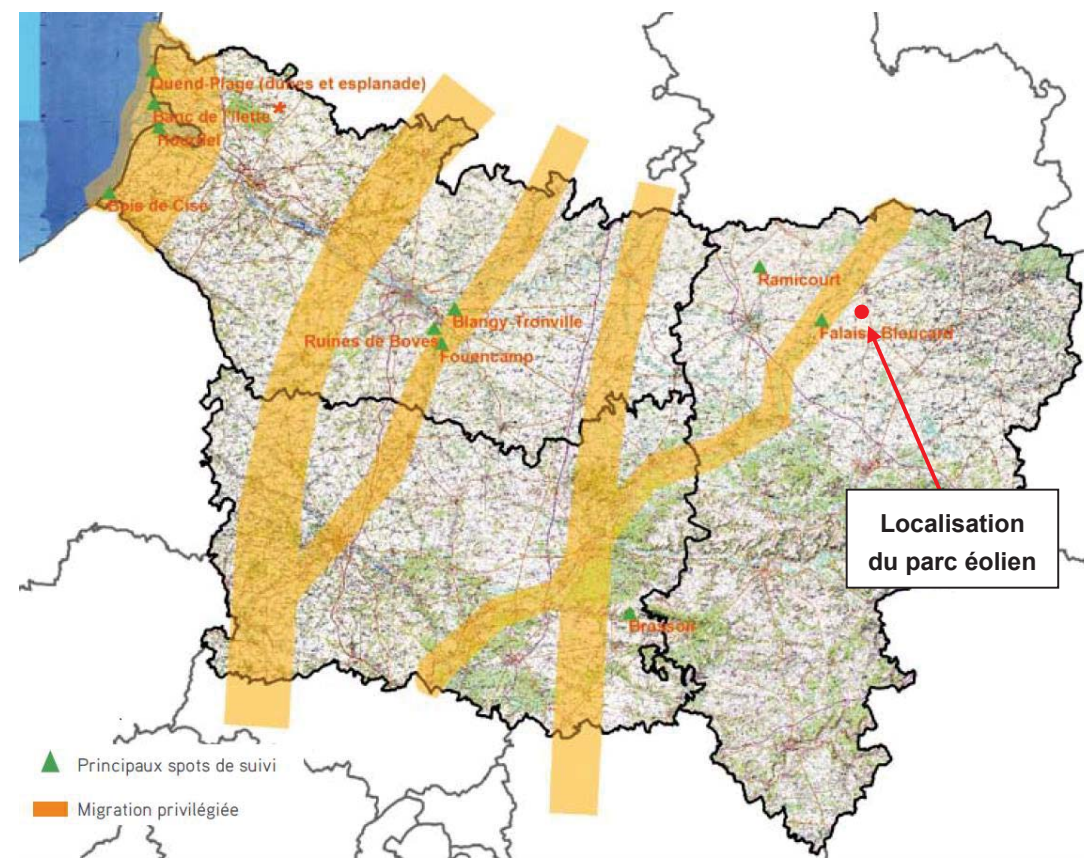 Quend-Plage (dunes et esplanade)
Banc de l'Ilette
Hourdel
Bois de Cise
Ramicourt
Blangy-Tronville
Ruines de Boves
Falaise Bloucard
Fouencamp
Localisation
du parc éolien
Brassoir
Principaux spots de suivi
Migration privilégiée